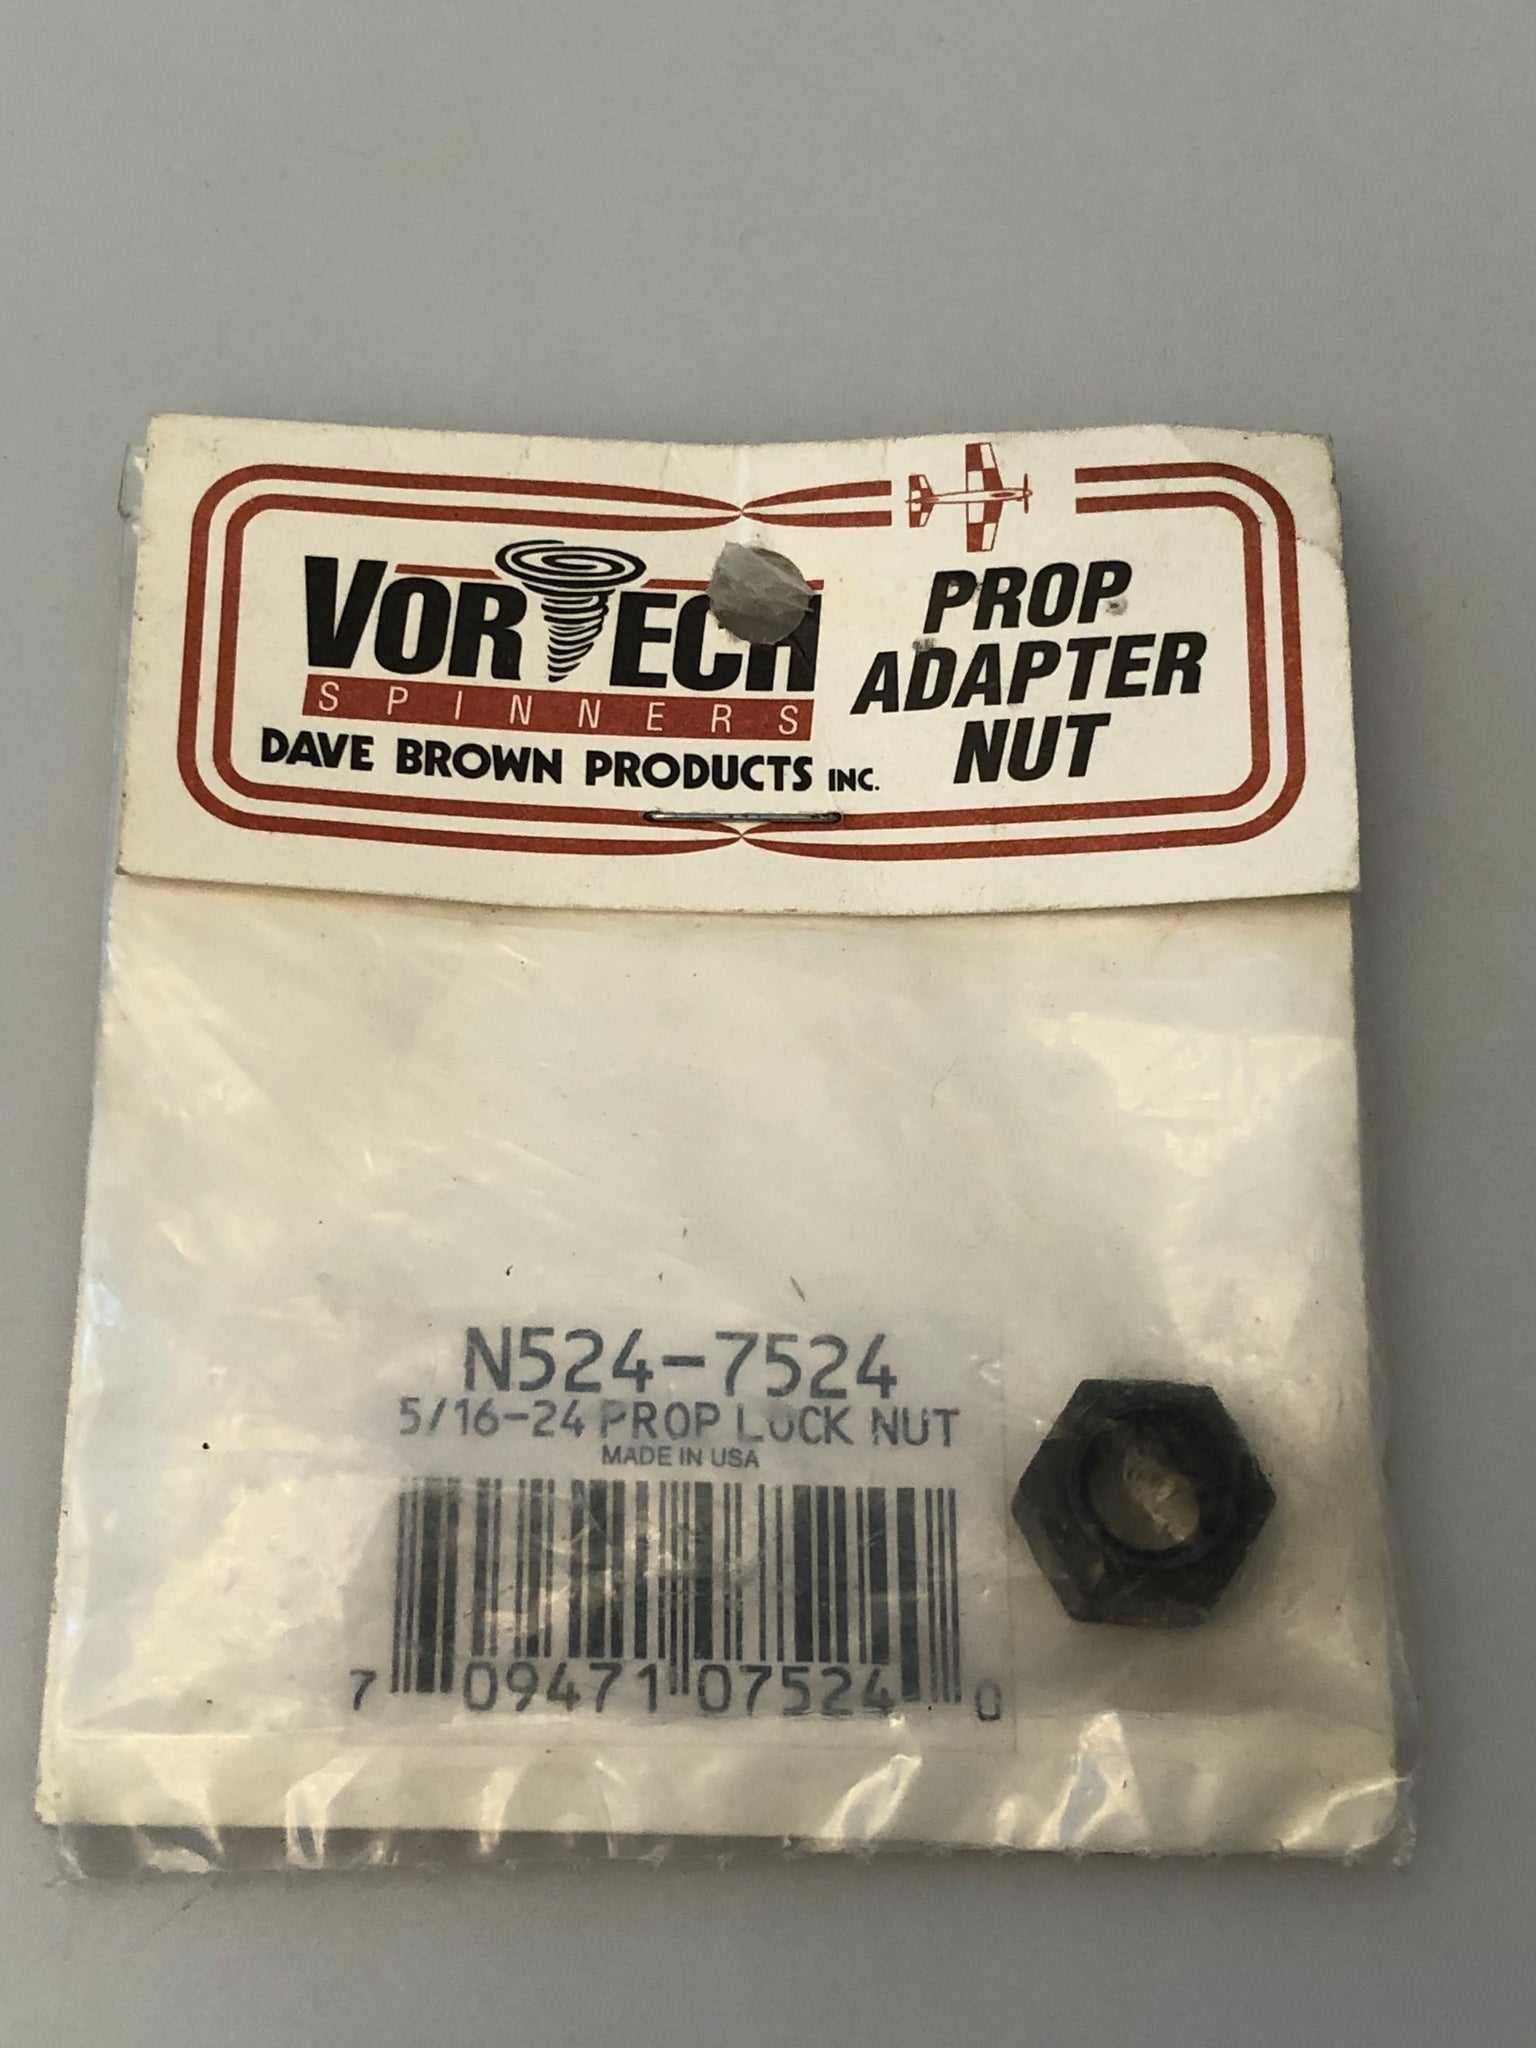 VORTECH
SPINNERS
DAVE BROWN PRODUCTS INC.
PROP
ADAPTER
NUT
N524-7524
5/16-24 PROP LOCK NUT
MADE IN USA
7 09471 07524 0